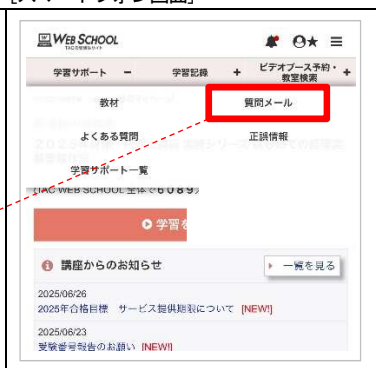 [スマートフォン画面]
WEB SCHOOL
TACの受講生サイト
学習サポート － 学習記録 ＋ ビデオブース予約・教室検索 ＋
教材 質問メール
よくある質問 正誤情報
学習サポート一覧
(TAC WEB SCHOOL 全体で6089)
学習を
講座からのお知らせ 一覧を見る
2025/06/26
2025年合格目標 サービス提供期限について [NEW!]
2025/06/23
受験番号報告のお願い [NEW!]